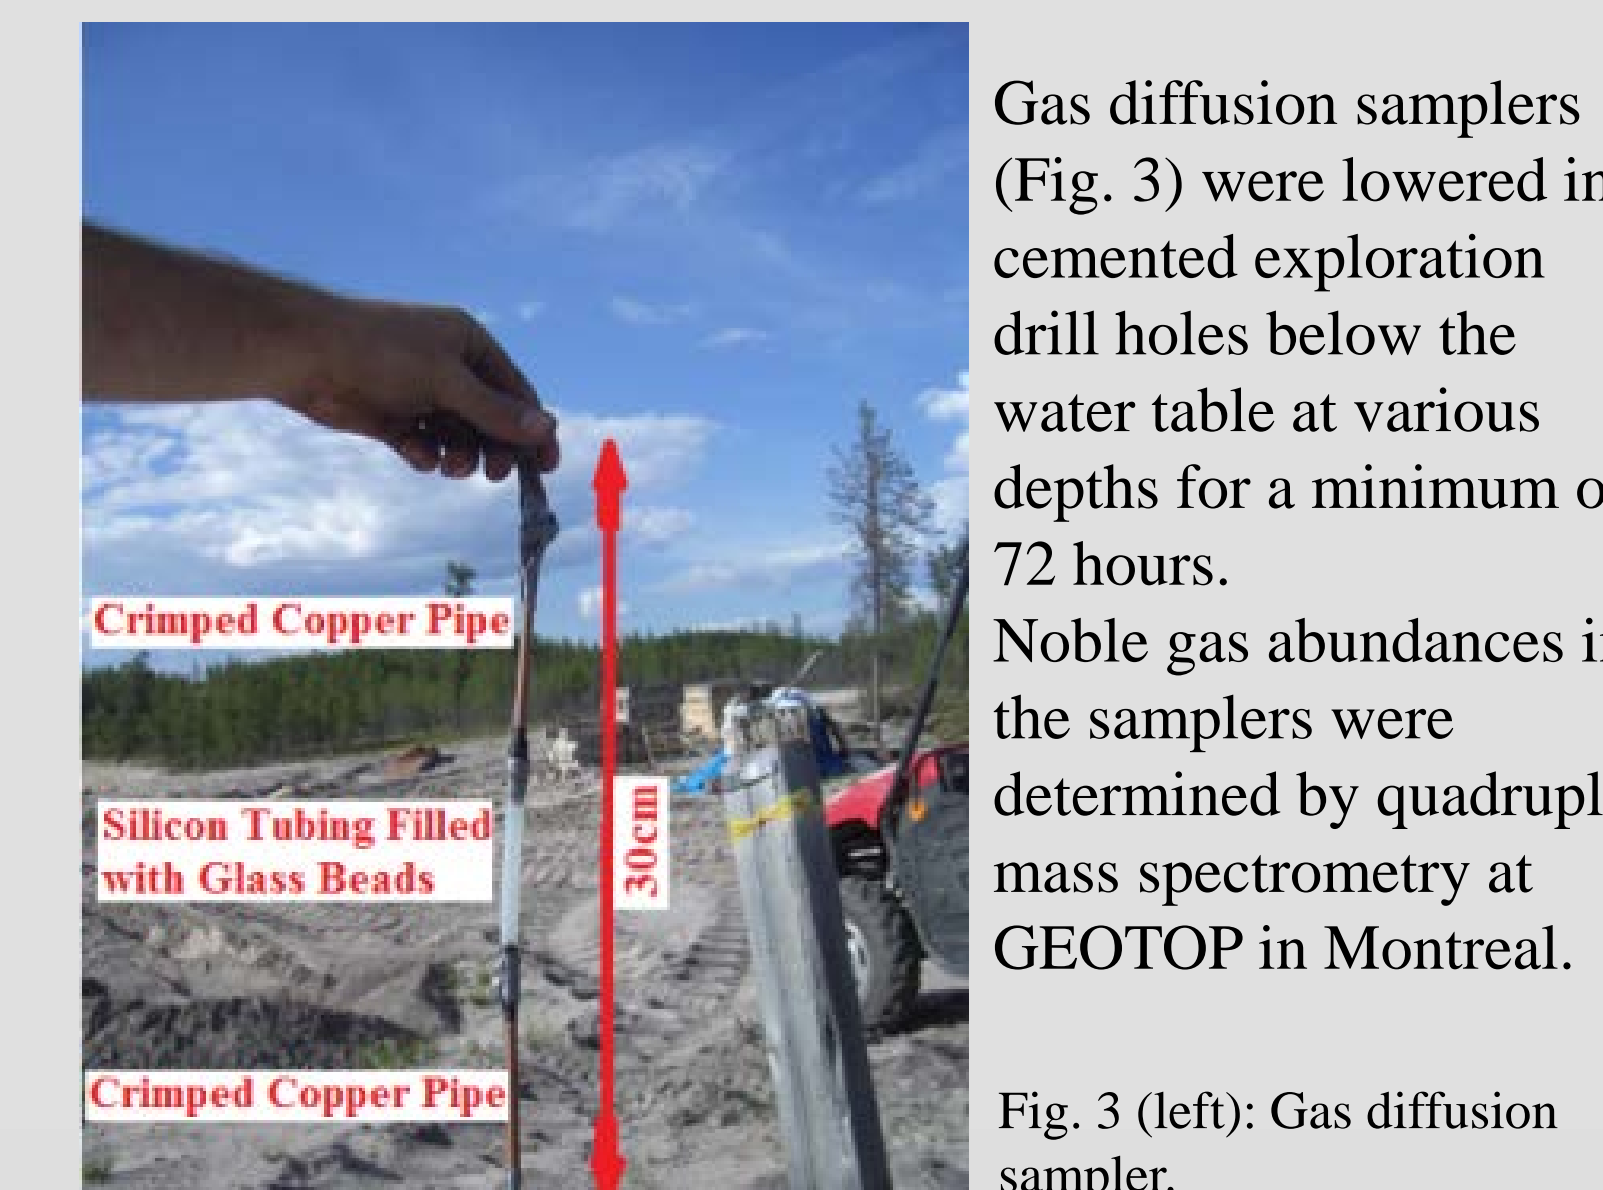 Crimped Copper Pipe
Silicon Tubing Filled
with Glass Beads
30cm
Crimped Copper Pipe
Gas diffusion samplers
(Fig. 3) were lowered in
cemented exploration
drill holes below the
water table at various
depths for a minimum
72 hours.
Noble gas abundances
the samplers were
determined by
mass spectrometry at
GEOTOP in Montreal.
Fig. 3 (left): Gas diffusion
sampler.